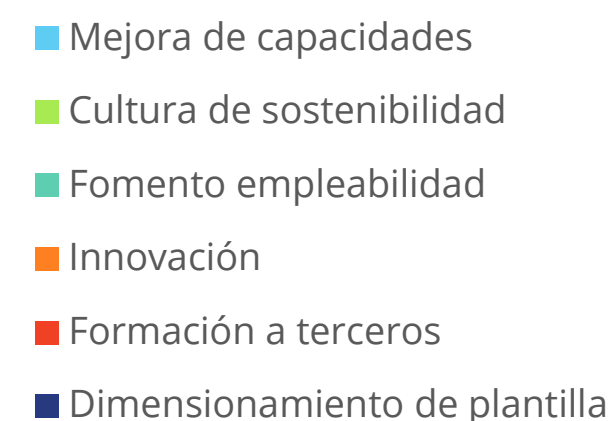 Mejora de capacidades
Cultura de sostenibilidad
Fomento empleabilidad
Innovación
Formación a terceros
Dimensionamiento de plantilla